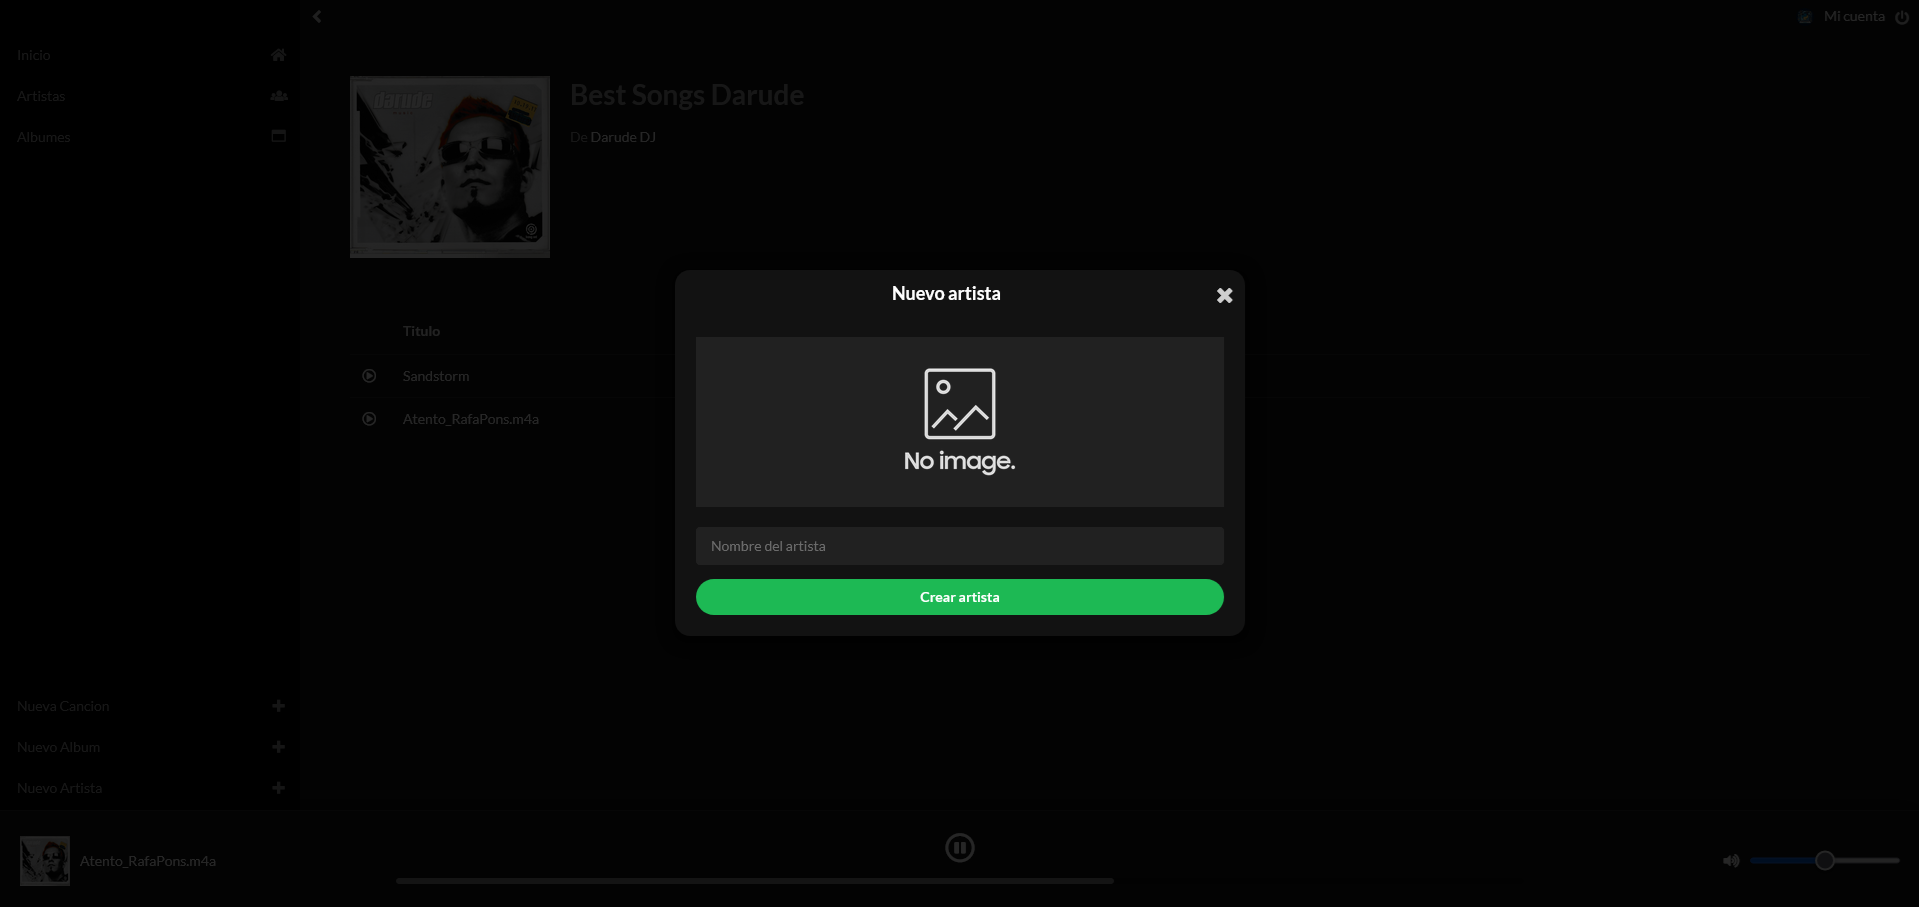 Mi cuenta
Inicio
Artistas
Albumes
darude
Best Songs Darude
De Darude DJ
Nuevo artista
Titulo
Sandstorm
Atento_RafaPons.m4a
No image.
Nombre del artista
Crear artista
Nueva Cancion
Nuevo Album
Nuevo Artista
Atento_RafaPons.m4a